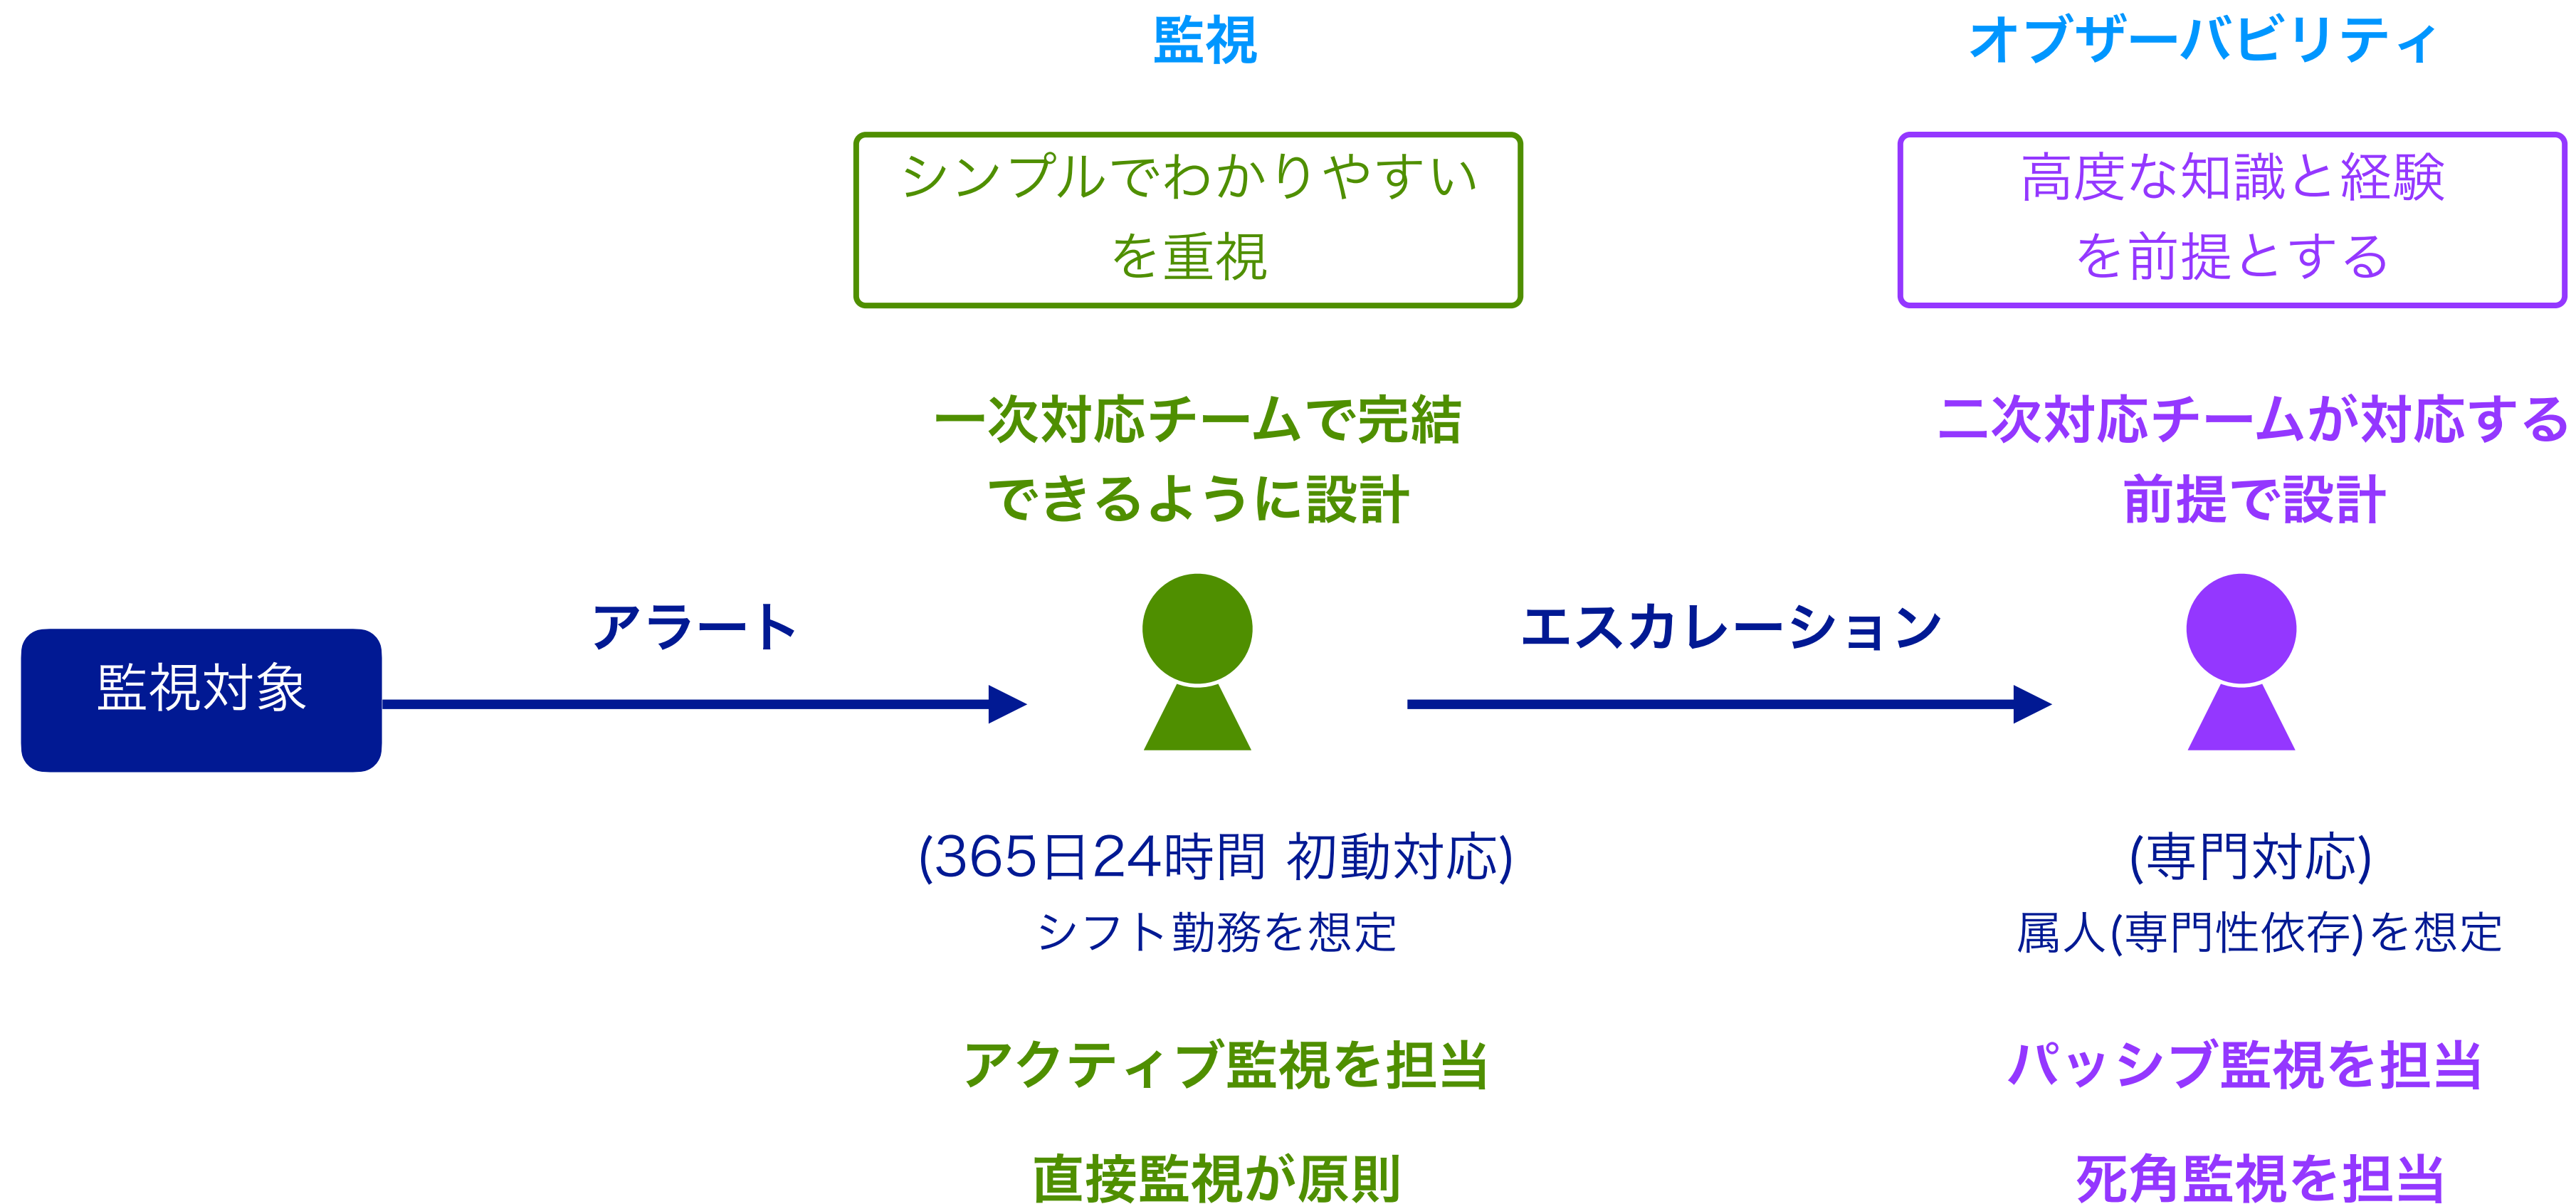 監視
オブザーバビリティ
シンプルでわかりやすい
を重視
高度な知識と経験
を前提とする
一次対応チームで完結
できるように設計
二次対応チームが対応する
前提で設計
監視対象
アラート
エスカレーション
(365日24時間 初動対応)
シフト勤務を想定
(専門対応)
属人(専門性依存)を想定
アクティブ監視を担当
パッシブ監視を担当
直接監視が原則
死角監視を担当